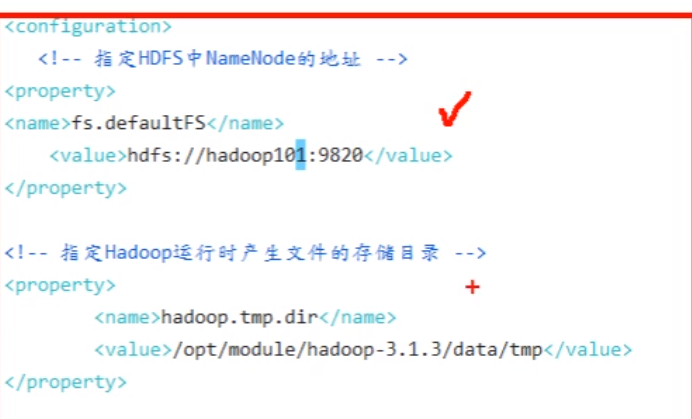 <configuration>
<!-- 指定HDFS中NameNode的地址 -->
<property>
<name>fs.defaultFS</name>
<value>hdfs://hadoop101:9820</value>
</property>
<!-- 指定Hadoop运行时产生文件的存储目录 -->
<property>
<name>hadoop.tmp.dir</name>
<value>/opt/module/hadoop-3.1.3/data/tmp</value>
</property>